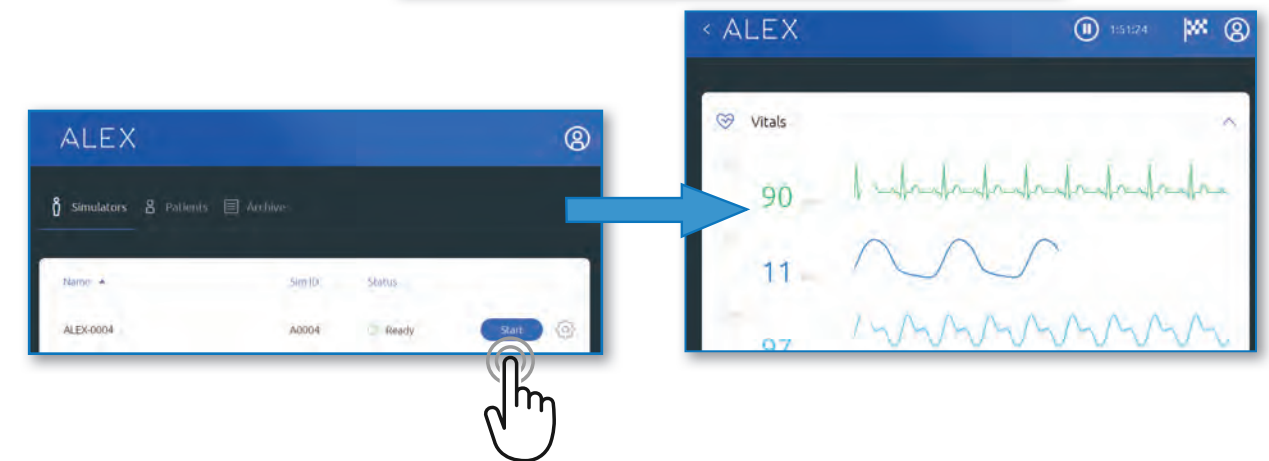 ALEX
Simulators Patients Archive
Name Sim ID Status
ALEX-0004 A0004 Ready Start
< ALEX 1:51:24
Vitals
90
11
97